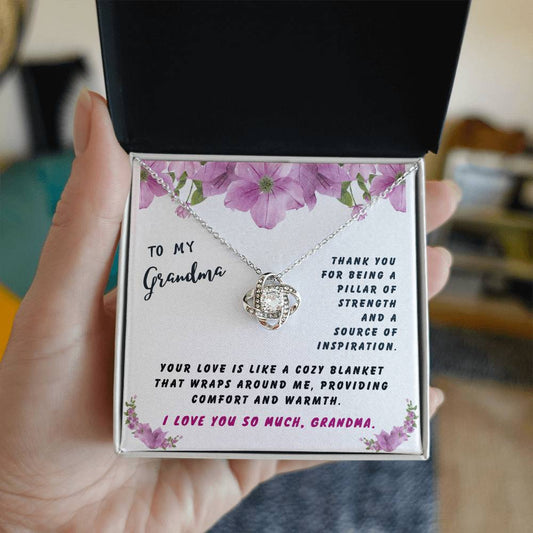 TO MY
Grandma
THANK YOU
FOR BEING A
PILLAR OF
STRENGTH
AND A
SOURCE OF
INSPIRATION.
YOUR LOVE IS LIKE A COZY BLANKET
THAT WRAPS AROUND ME, PROVIDING
COMFORT AND WARMTH.
I LOVE YOU SO MUCH, GRANDMA.